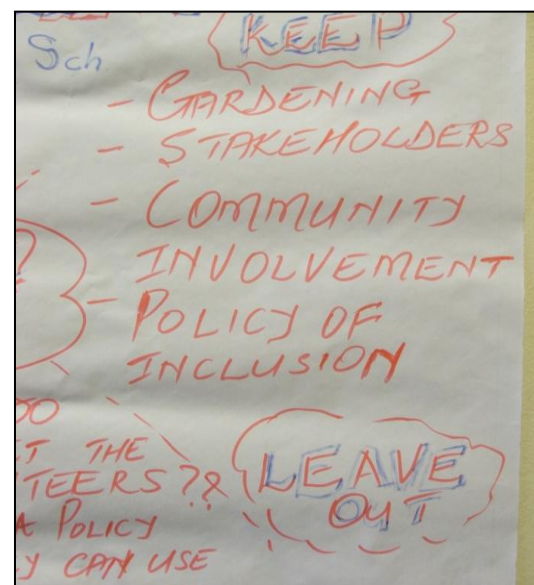 KEEP
Sch
- GARDENING
- STAKEHOLDERS
- COMMUNITY
INVOLVEMENT
- POLICY OF
INCLUSION
?
THE
TEERS ??
LEAVE
OUT
A POLICY
Y CAN USE